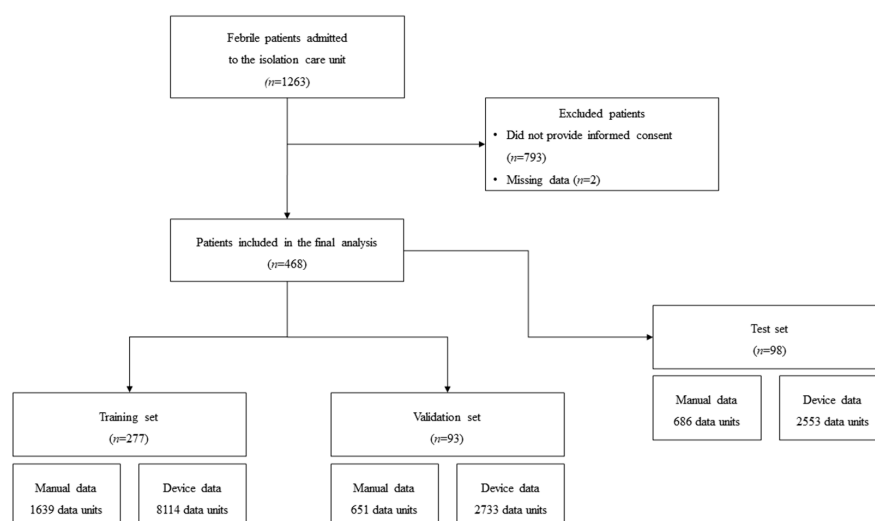 Febrile patients admitted
to the isolation care unit
(n=1263)
Excluded patients
• Did not provide informed consent
(n=793)
• Missing data (n=2)
Patients included in the final analysis
(n=468)
Test set
(n=98)
Manual data
686 data units
Device data
2553 data units
Training set
(n=277)
Validation set
(n=93)
Manual data
1639 data units
Device data
8114 data units
Manual data
651 data units
Device data
2733 data units